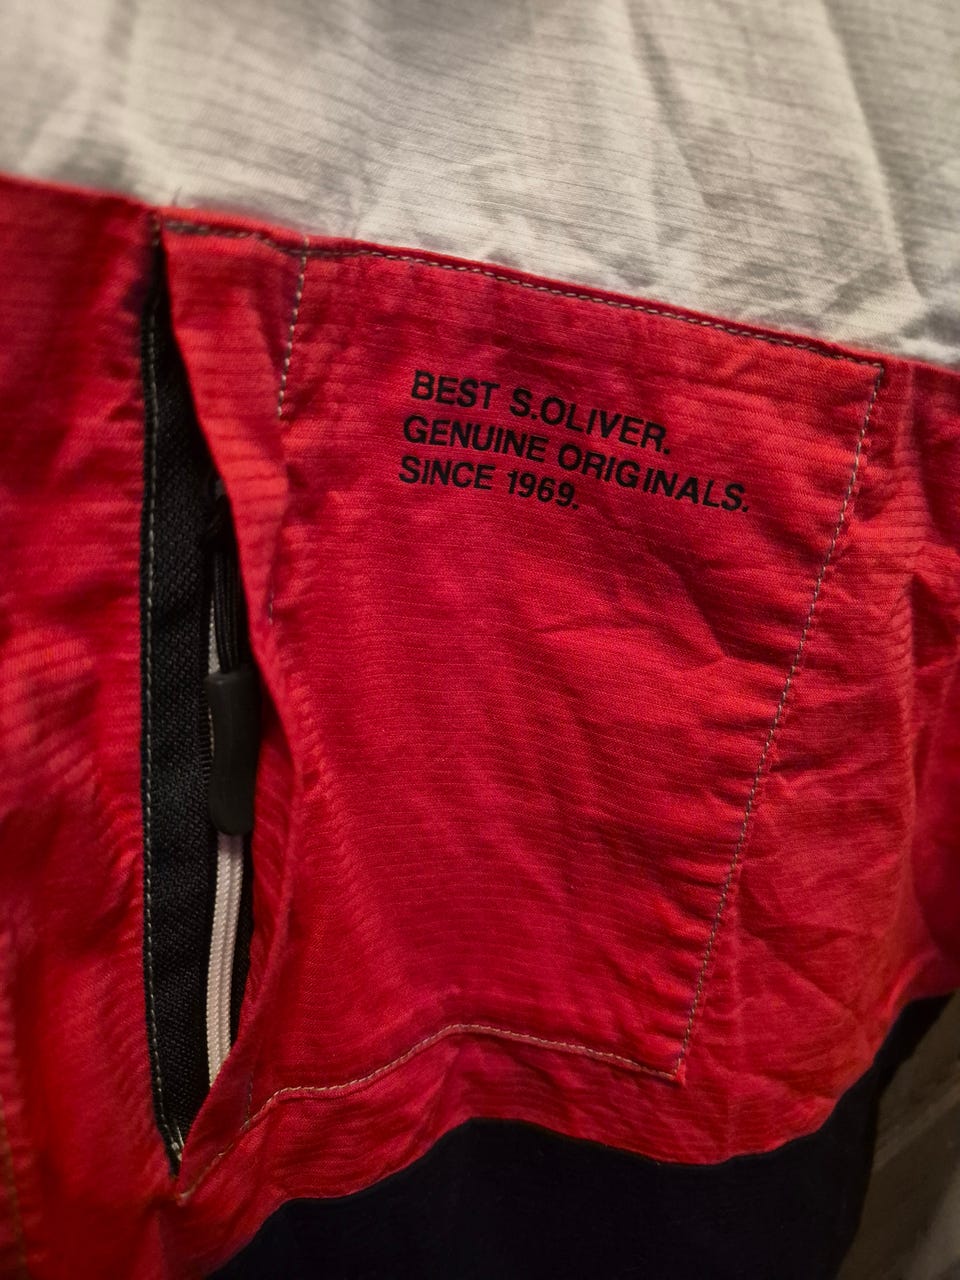 BEST S.OLIVER.
GENUINE ORIGINALS.
SINCE 1969.